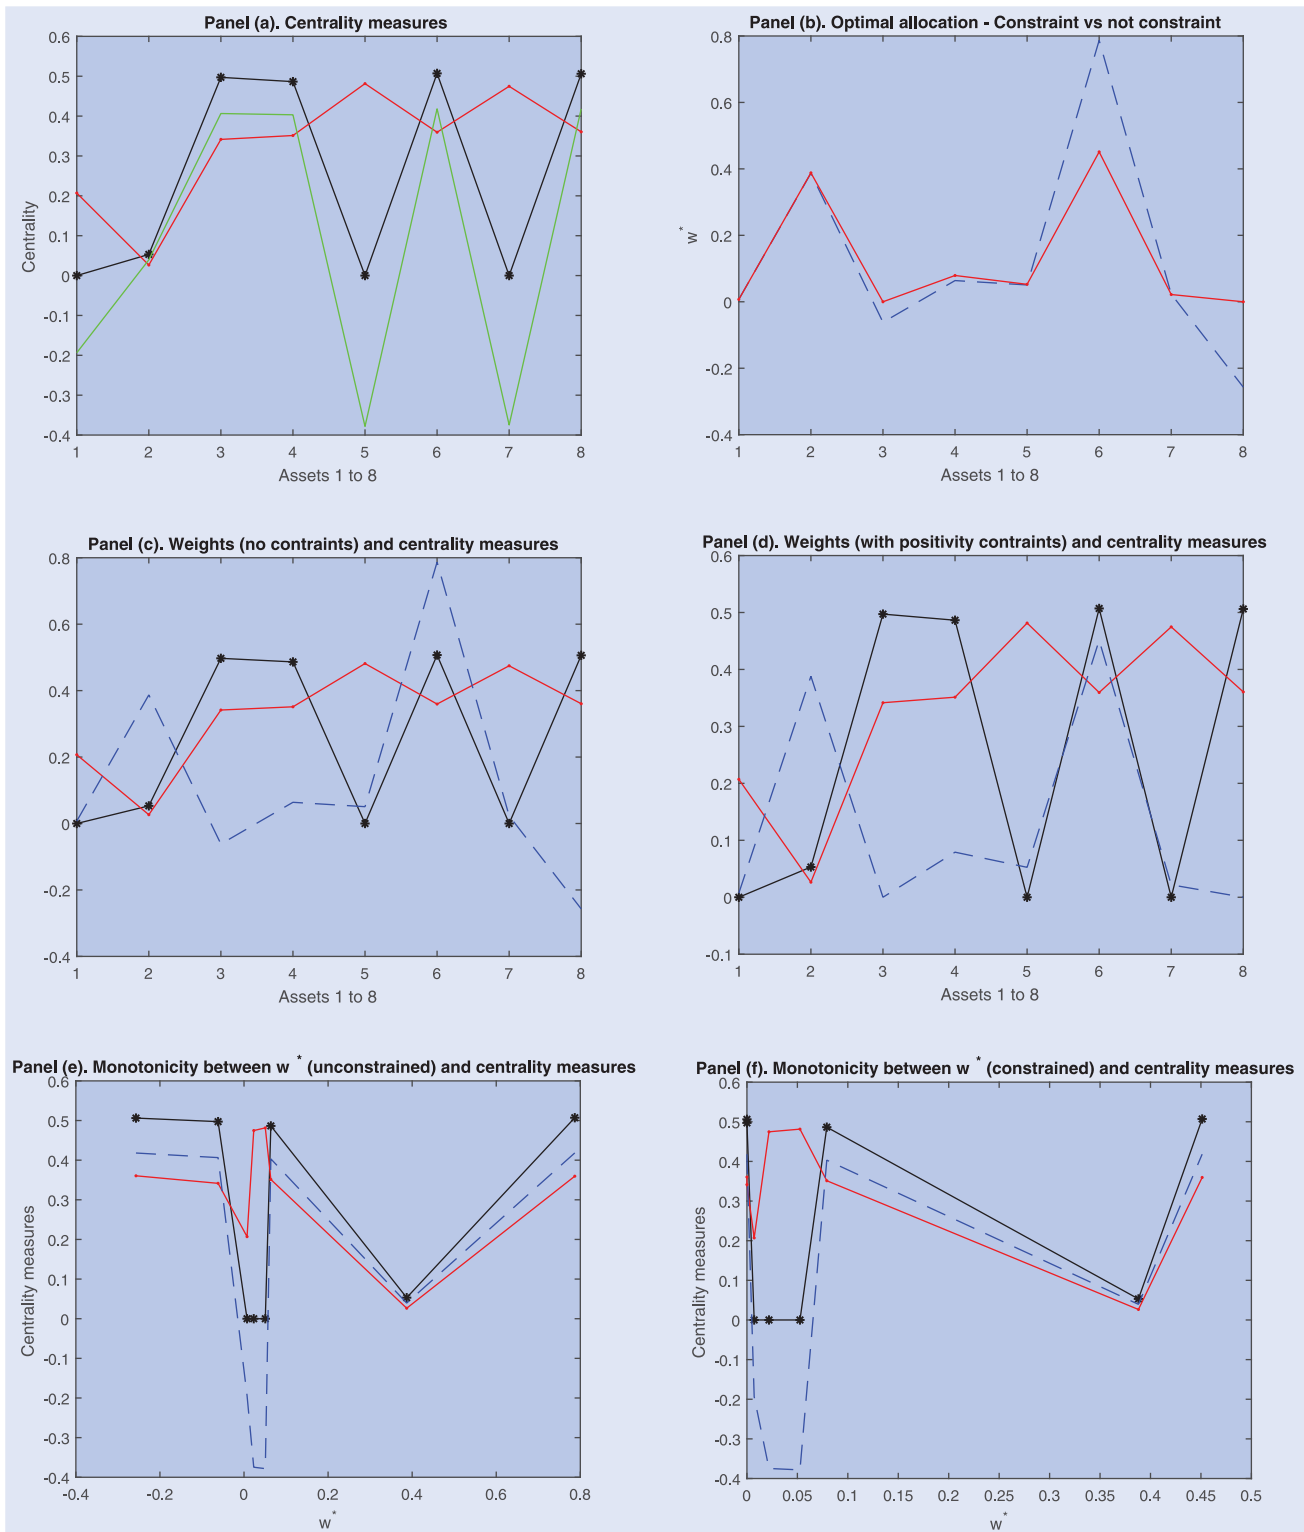 Panel (a). Centrality measures
0.6
0.5
0.4
0.3
0.2
0.1
0
-0.1
-0.2
-0.3
-0.4
Centrality
1 2 3 4 5 6 7 8
Assets 1 to 8
Panel (b). Optimal allocation - Constraint vs not constraint
0.8
0.6
0.4
0.2
0
-0.2
-0.4
w*
1 2 3 4 5 6 7 8
Assets 1 to 8
Panel (c). Weights (no contraints) and centrality measures
0.8
0.6
0.4
0.2
0
-0.2
-0.4
1 2 3 4 5 6 7 8
Assets 1 to 8
Panel (d). Weights (with positivity contraints) and centrality measures
0.6
0.5
0.4
0.3
0.2
0.1
0
-0.1
1 2 3 4 5 6 7 8
Assets 1 to 8
Panel (e). Monotonicity between w * (unconstrained) and centrality measures
0.6
0.5
0.4
0.3
0.2
0.1
0
-0.1
-0.2
-0.3
-0.4
Centrality measures
-0.4 -0.2 0 0.2 0.4 0.6 0.8
w*
Panel (f). Monotonicity between w * (constrained) and centrality measures
0.6
0.5
0.4
0.3
0.2
0.1
0
-0.1
-0.2
-0.3
-0.4
Centrality measures
0 0.05 0.1 0.15 0.2 0.25 0.3 0.35 0.4 0.45 0.5
w*